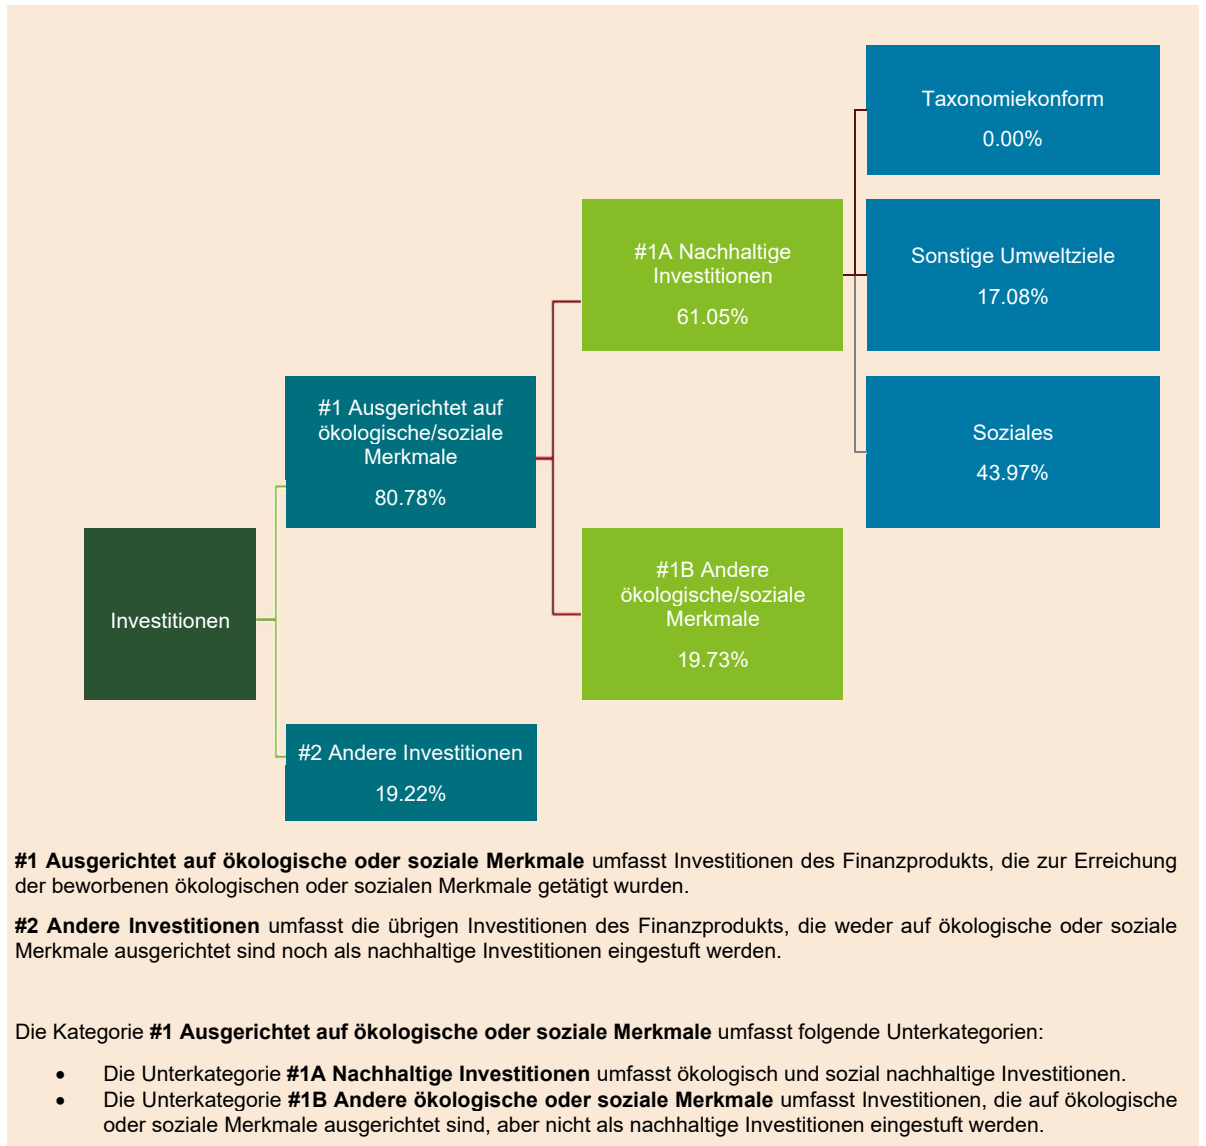 Taxonomiekonform
0.00%
#1A Nachhaltige
Investitionen
61.05%
Sonstige Umweltziele
17.08%
#1 Ausgerichtet auf
ökologische/soziale
Merkmale
80.78%
Soziales
43.97%
Investitionen
#1B Andere
ökologische/soziale
Merkmale
19.73%
#2 Andere Investitionen
19.22%
#1 Ausgerichtet auf ökologische oder soziale Merkmale umfasst Investitionen des Finanzprodukts, die zur Erreichung
der beworbenen ökologischen oder sozialen Merkmale getätigt wurden.
#2 Andere Investitionen umfasst die übrigen Investitionen des Finanzprodukts, die weder auf ökologische oder soziale
Merkmale ausgerichtet sind noch als nachhaltige Investitionen eingestuft werden.
Die Kategorie #1 Ausgerichtet auf ökologische oder soziale Merkmale umfasst folgende Unterkategorien:
• Die Unterkategorie #1A Nachhaltige Investitionen umfasst ökologisch und sozial nachhaltige Investitionen.
• Die Unterkategorie #1B Andere ökologische oder soziale Merkmale umfasst Investitionen, die auf ökologische
oder soziale Merkmale ausgerichtet sind, aber nicht als nachhaltige Investitionen eingestuft werden.